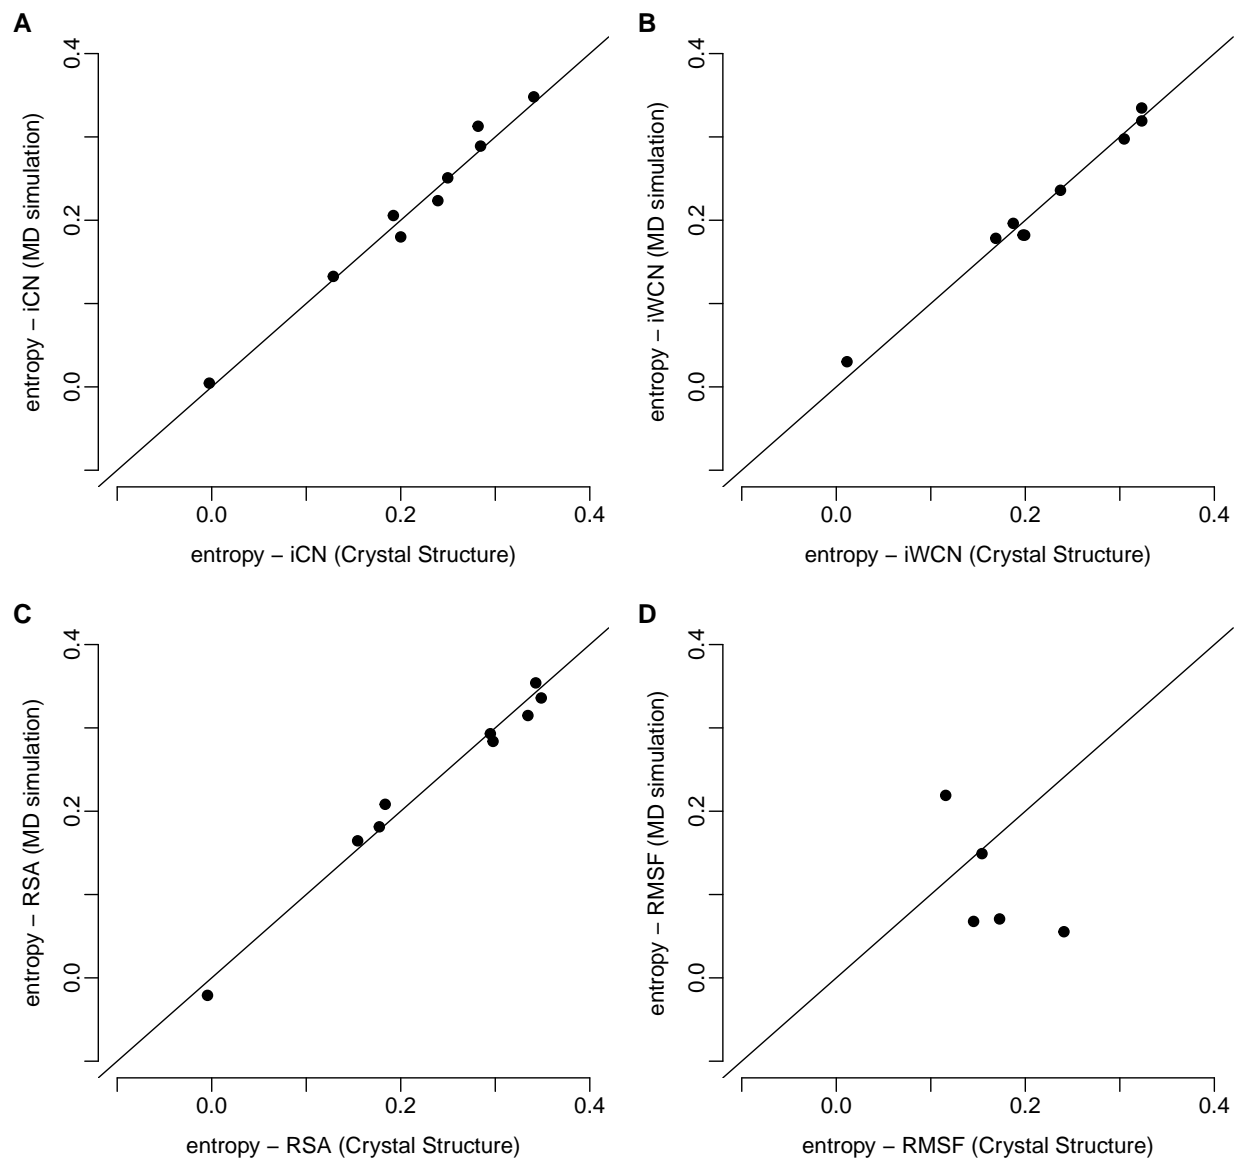 A
0.4
0.2
0.0
entropy – iCN (MD simulation)
0.0 0.2 0.4
entropy – iCN (Crystal Structure)
B
0.4
0.2
0.0
entropy – iWCN (MD simulation)
0.0 0.2 0.4
entropy – iWCN (Crystal Structure)
C
0.4
0.2
0.0
entropy – RSA (MD simulation)
0.0 0.2 0.4
entropy – RSA (Crystal Structure)
D
0.4
0.2
0.0
entropy – RMSF (MD simulation)
0.0 0.2 0.4
entropy – RMSF (Crystal Structure)